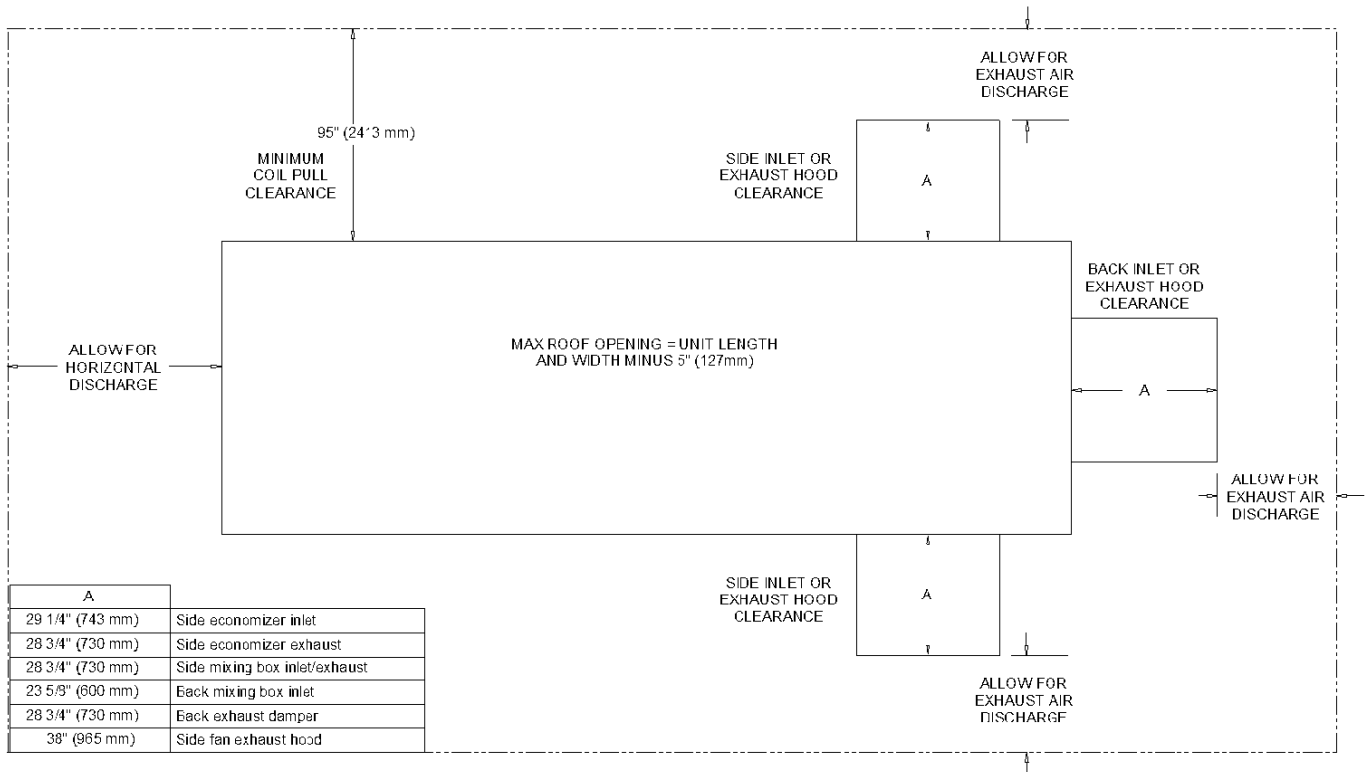 ALLOW FOR
EXHAUST AIR
DISCHARGE
95" (2413 mm)
MINIMUM
COIL PULL
CLEARANCE
SIDE INLET OR
EXHAUST HOOD
CLEARANCE
A
BACK INLET OR
EXHAUST HOOD
CLEARANCE
MAX ROOF OPENING = UNIT LENGTH
AND WIDTH MINUS 5" (127mm)
ALLOW FOR
HORIZONTAL
DISCHARGE
A
ALLOW FOR
EXHAUST AIR
DISCHARGE
SIDE INLET OR
EXHAUST HOOD
CLEARANCE
A
ALLOW FOR
EXHAUST AIR
DISCHARGE
A
29 1/4" (743 mm) Side economizer inlet
28 3/4" (730 mm) Side economizer exhaust
28 3/4" (730 mm) Side mixing box inlet/exhaust
23 5/8" (600 mm) Back mixing box inlet
28 3/4" (730 mm) Back exhaust damper
38" (965 mm) Side fan exhaust hood